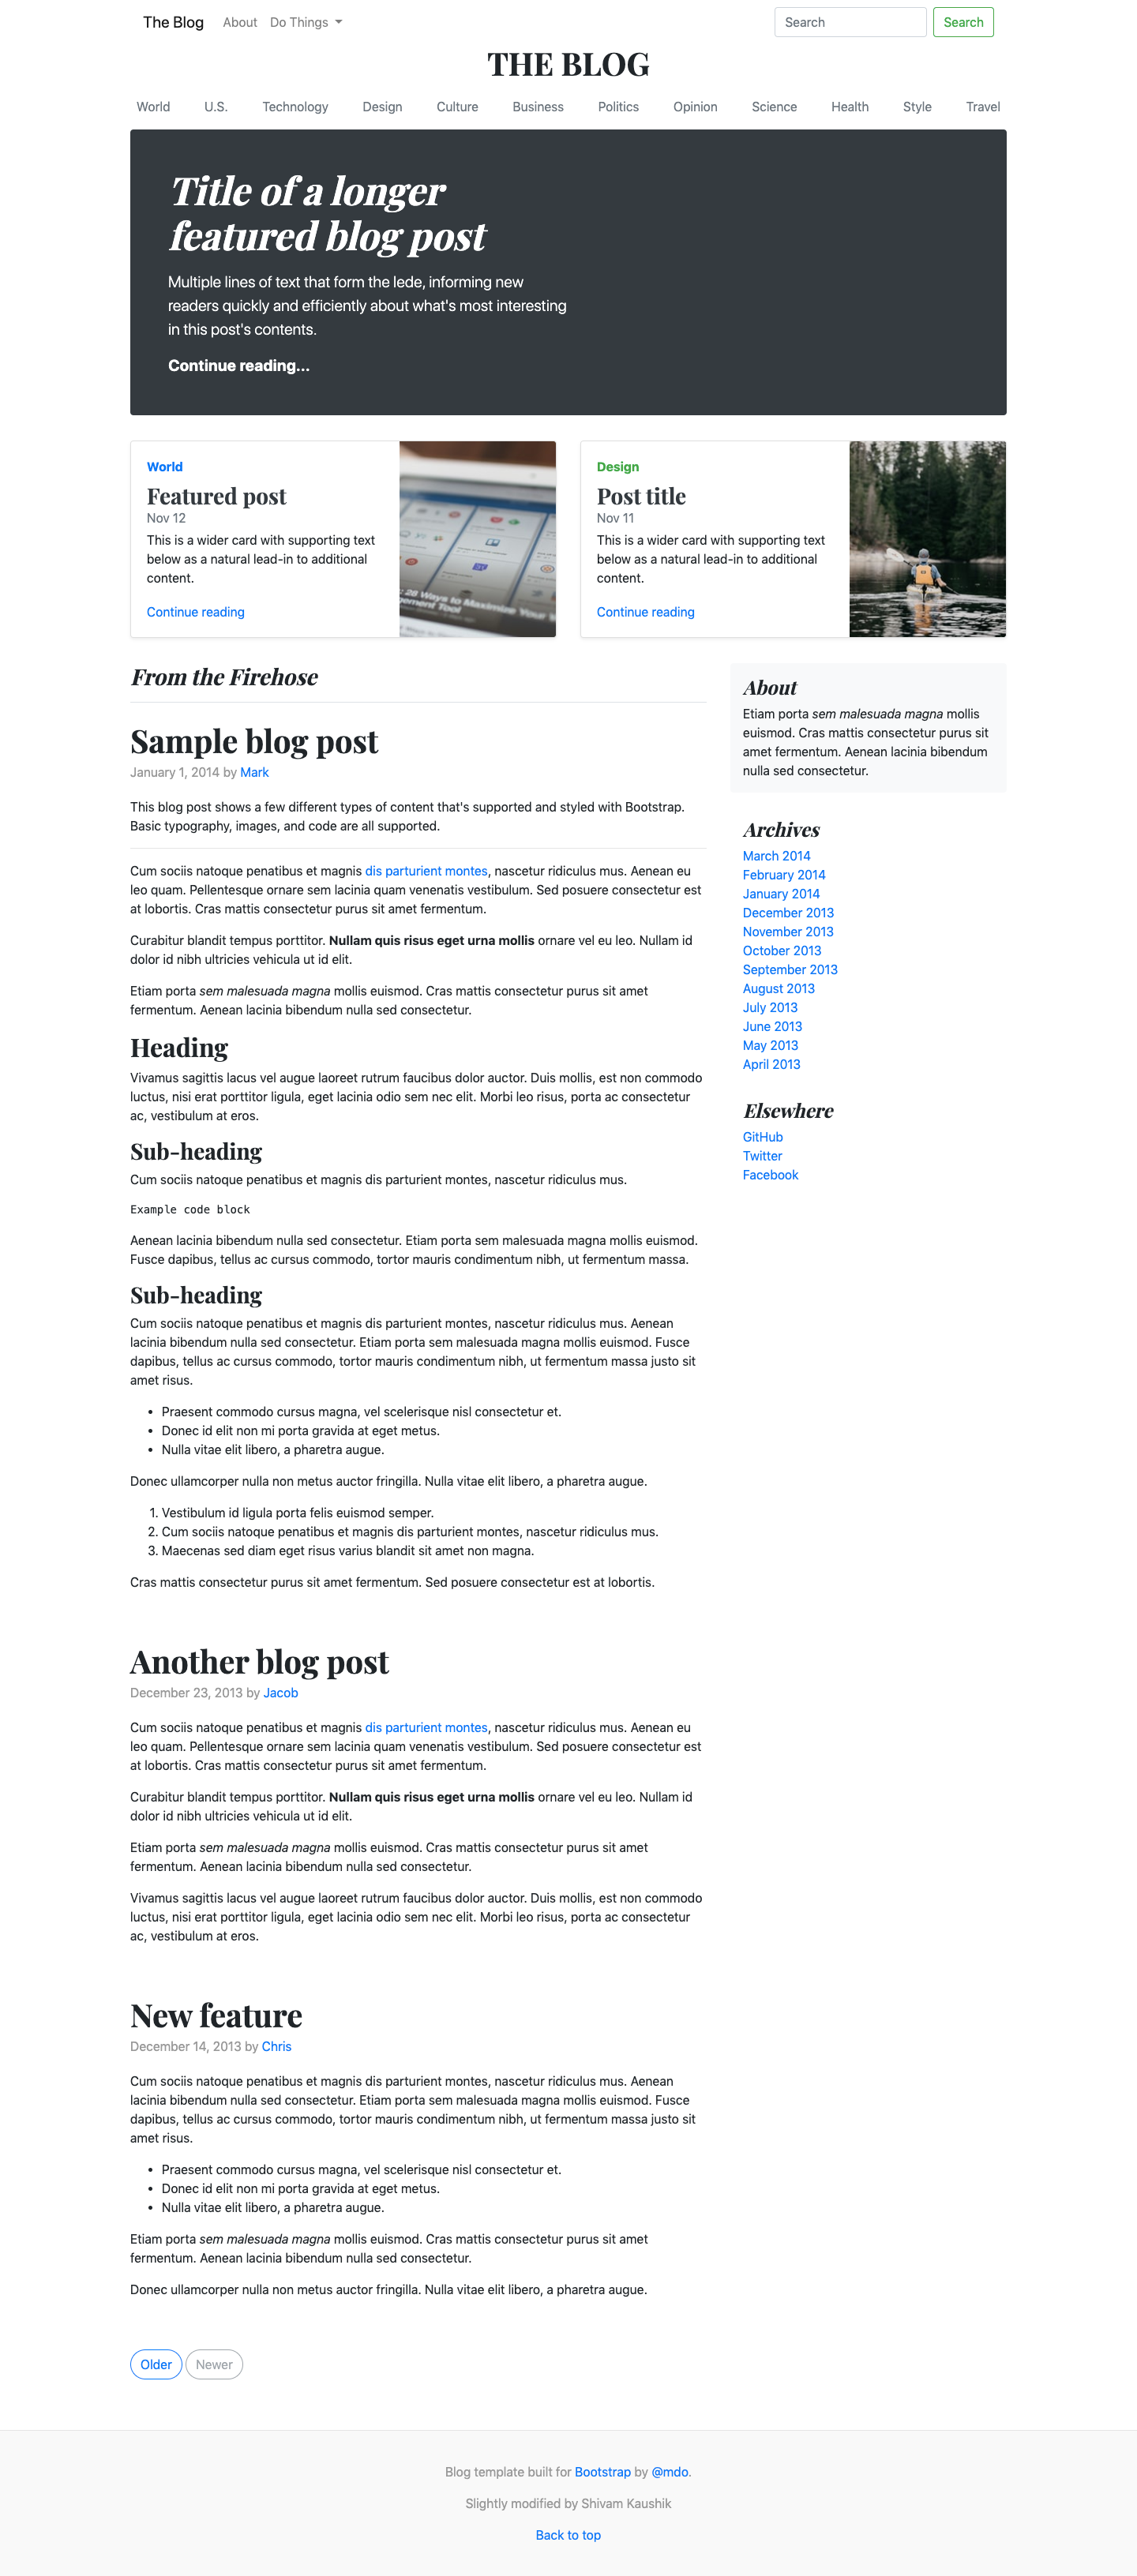 The Blog About Do Things Search Search
THE BLOG
World U.S. Technology Design Culture Business Politics Opinion Science Health Style Travel
Title of a longer
featured blog post
Multiple lines of text that form the lede, informing new
readers quickly and efficiently about what's most interesting
in this post's contents.
Continue reading...
World
Featured post
Nov 12
This is a wider card with supporting text
below as a natural lead-in to additional
content.
Continue reading
28 Ways to Maximize Your
Tool
Design
Post title
Nov 11
This is a wider card with supporting text
below as a natural lead-in to additional
content.
Continue reading
From the Firehose
Sample blog post
January 1, 2014 by Mark
This blog post shows a few different types of content that's supported and styled with Bootstrap.
Basic typography, images, and code are all supported.
Cum sociis natoque penatibus et magnis dis parturient montes, nascetur ridiculus mus. Aenean eu
leo quam. Pellentesque ornare sem lacinia quam venenatis vestibulum. Sed posuere consectetur est
at lobortis. Cras mattis consectetur purus sit amet fermentum.
Curabitur blandit tempus porttitor. Nullam quis risus eget urna mollis ornare vel eu leo. Nullam id
dolor id nibh ultricies vehicula ut id elit.
Etiam porta sem malesuada magna mollis euismod. Cras mattis consectetur purus sit amet
fermentum. Aenean lacinia bibendum nulla sed consectetur.
Heading
Vivamus sagittis lacus vel augue laoreet rutrum faucibus dolor auctor. Duis mollis, est non commodo
luctus, nisi erat porttitor ligula, eget lacinia odio sem nec elit. Morbi leo risus, porta ac consectetur
ac, vestibulum at eros.
Sub-heading
Cum sociis natoque penatibus et magnis dis parturient montes, nascetur ridiculus mus.
Example code block
Aenean lacinia bibendum nulla sed consectetur. Etiam porta sem malesuada magna mollis euismod.
Fusce dapibus, tellus ac cursus commodo, tortor mauris condimentum nibh, ut fermentum massa.
Sub-heading
Cum sociis natoque penatibus et magnis dis parturient montes, nascetur ridiculus mus. Aenean
lacinia bibendum nulla sed consectetur. Etiam porta sem malesuada magna mollis euismod. Fusce
dapibus, tellus ac cursus commodo, tortor mauris condimentum nibh, ut fermentum massa justo sit
amet risus.
• Praesent commodo cursus magna, vel scelerisque nisl consectetur et.
• Donec id elit non mi porta gravida at eget metus.
• Nulla vitae elit libero, a pharetra augue.
Donec ullamcorper nulla non metus auctor fringilla. Nulla vitae elit libero, a pharetra augue.
1. Vestibulum id ligula porta felis euismod semper.
2. Cum sociis natoque penatibus et magnis dis parturient montes, nascetur ridiculus mus.
3. Maecenas sed diam eget risus varius blandit sit amet non magna.
Cras mattis consectetur purus sit amet fermentum. Sed posuere consectetur est at lobortis.
Another blog post
December 23, 2013 by Jacob
Cum sociis natoque penatibus et magnis dis parturient montes, nascetur ridiculus mus. Aenean eu
leo quam. Pellentesque ornare sem lacinia quam venenatis vestibulum. Sed posuere consectetur est
at lobortis. Cras mattis consectetur purus sit amet fermentum.
Curabitur blandit tempus porttitor. Nullam quis risus eget urna mollis ornare vel eu leo. Nullam id
dolor id nibh ultricies vehicula ut id elit.
Etiam porta sem malesuada magna mollis euismod. Cras mattis consectetur purus sit amet
fermentum. Aenean lacinia bibendum nulla sed consectetur.
Vivamus sagittis lacus vel augue laoreet rutrum faucibus dolor auctor. Duis mollis, est non commodo
luctus, nisi erat porttitor ligula, eget lacinia odio sem nec elit. Morbi leo risus, porta ac consectetur
ac, vestibulum at eros.
New feature
December 14, 2013 by Chris
Cum sociis natoque penatibus et magnis dis parturient montes, nascetur ridiculus mus. Aenean
lacinia bibendum nulla sed consectetur. Etiam porta sem malesuada magna mollis euismod. Fusce
dapibus, tellus ac cursus commodo, tortor mauris condimentum nibh, ut fermentum massa justo sit
amet risus.
• Praesent commodo cursus magna, vel scelerisque nisl consectetur et.
• Donec id elit non mi porta gravida at eget metus.
• Nulla vitae elit libero, a pharetra augue.
Etiam porta sem malesuada magna mollis euismod. Cras mattis consectetur purus sit amet
fermentum. Aenean lacinia bibendum nulla sed consectetur.
Donec ullamcorper nulla non metus auctor fringilla. Nulla vitae elit libero, a pharetra augue.
Older Newer
About
Etiam porta sem malesuada magna mollis
euismod. Cras mattis consectetur purus sit
amet fermentum. Aenean lacinia bibendum
nulla sed consectetur.
Archives
March 2014
February 2014
January 2014
December 2013
November 2013
October 2013
September 2013
August 2013
July 2013
June 2013
May 2013
April 2013
Elsewhere
GitHub
Twitter
Facebook
Blog template built for Bootstrap by @mdo.
Slightly modified by Shivam Kaushik
Back to top